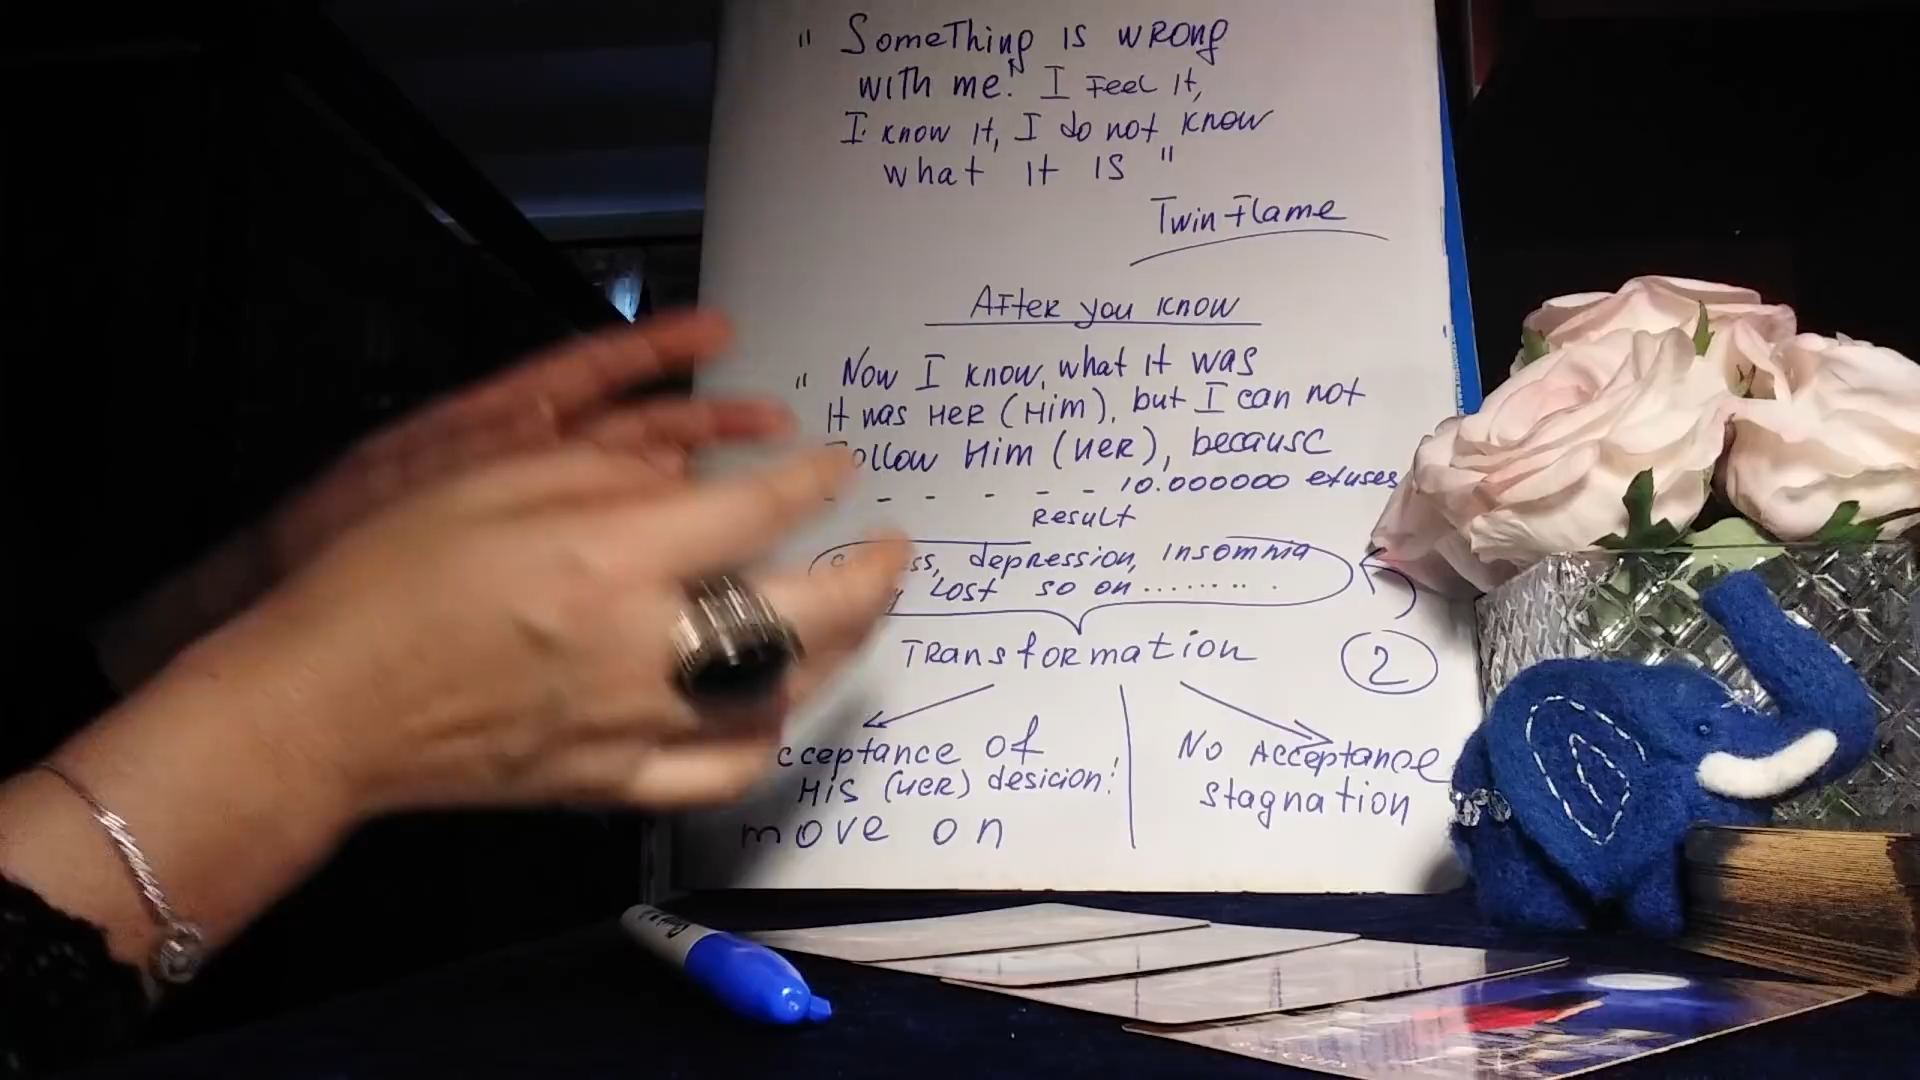 " Something is wrong
with me." I feel it,
I know it, I do not know
what it is "
Twin Flame
After you know
" Now I know, what it was
It was Her (Him), but I can not
ollow Him (Her), because
- - - - - 10.000000 exuses
Result
ss, depression, insomnia
lost so on ........
Transformation
2
cceptance of
His (Her) desicion!
move on
No Acceptance
stagnation